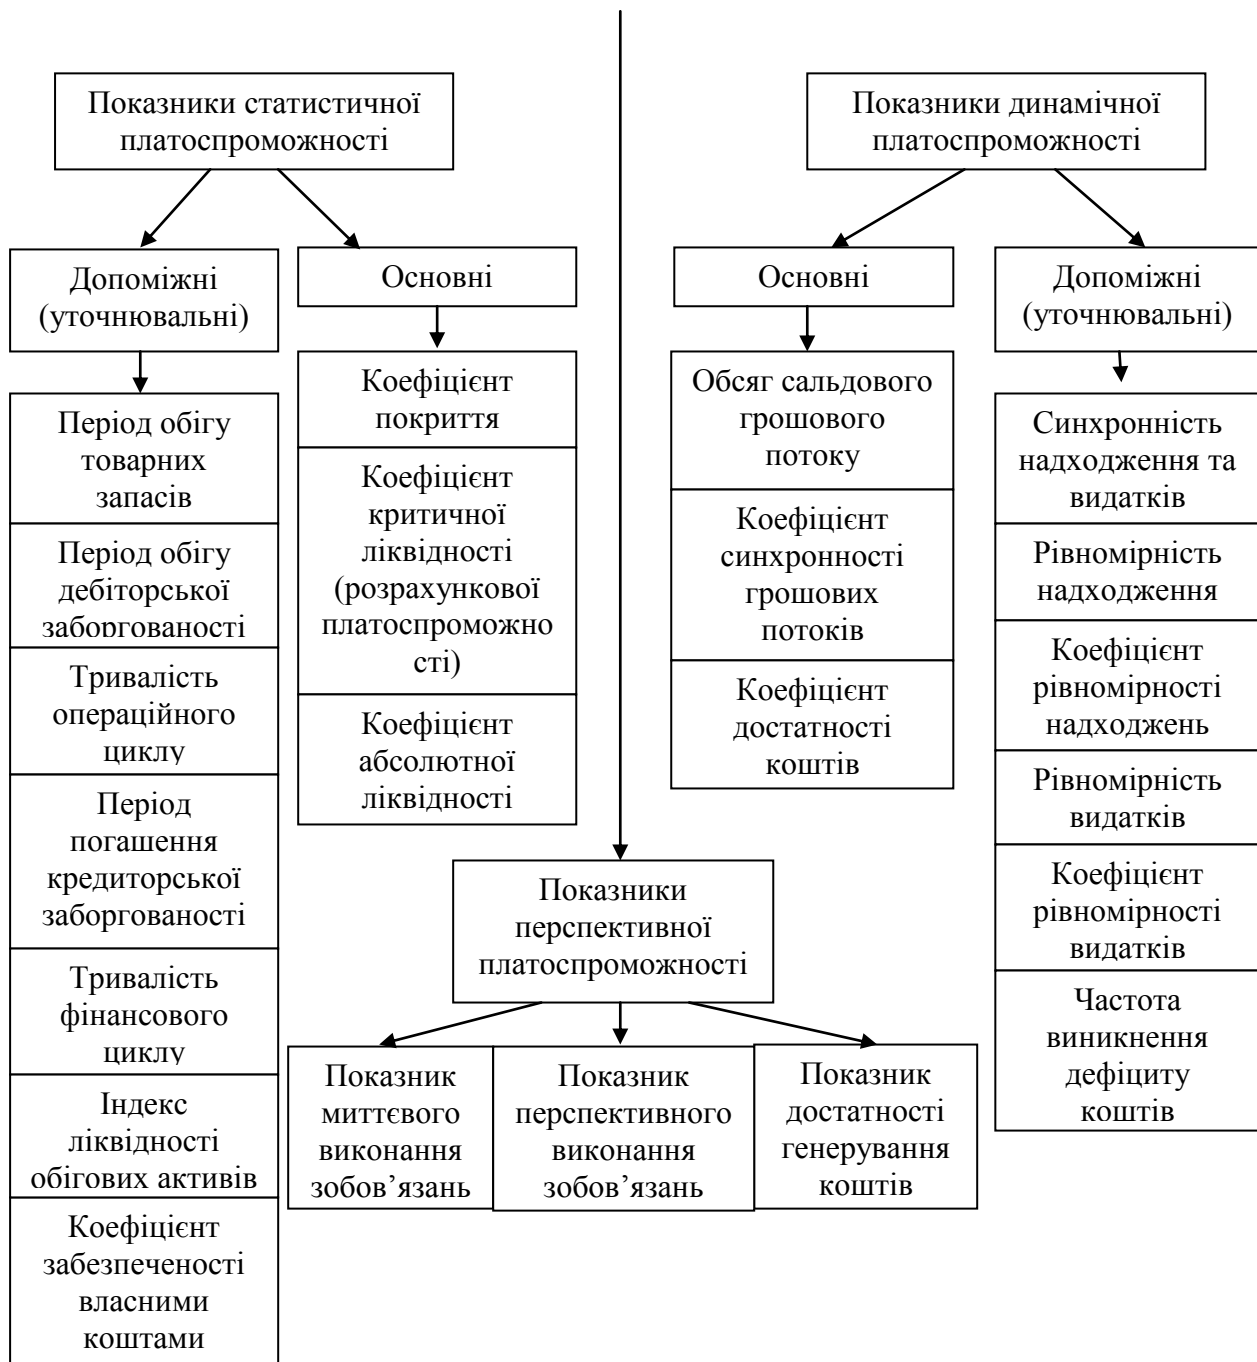 Показники статистичної
платоспроможності
Показники динамічної
платоспроможності
Допоміжні
(уточнювальні)
Основні
Основні
Допоміжні
(уточнювальні)
Період обігу
товарних
запасів
Період обігу
дебіторської
заборгованості
Тривалість
операційного
циклу
Період
погашення
кредиторської
заборгованості
Тривалість
фінансового
циклу
Індекс
ліквідності
обігових активів
Коефіцієнт
забезпеченості
власними
коштами
Коефіцієнт
покриття
Коефіцієнт
критичної
ліквідності
(розрахункової
платоспроможно
сті)
Коефіцієнт
абсолютної
ліквідності
Обсяг сальдового
грошового
потоку
Коефіцієнт
синхронності
грошових
потоків
Коефіцієнт
достатності
коштів
Синхронність
надходження та
видатків
Рівномірність
надходження
Коефіцієнт
рівномірності
надходжень
Рівномірність
видатків
Коефіцієнт
рівномірності
видатків
Частота
виникнення
дефіциту
коштів
Показники
перспективної
платоспроможності
Показник
миттєвого
виконання
зобов’язань
Показник
перспективного
виконання
зобов’язань
Показник
достатності
генерування
коштів